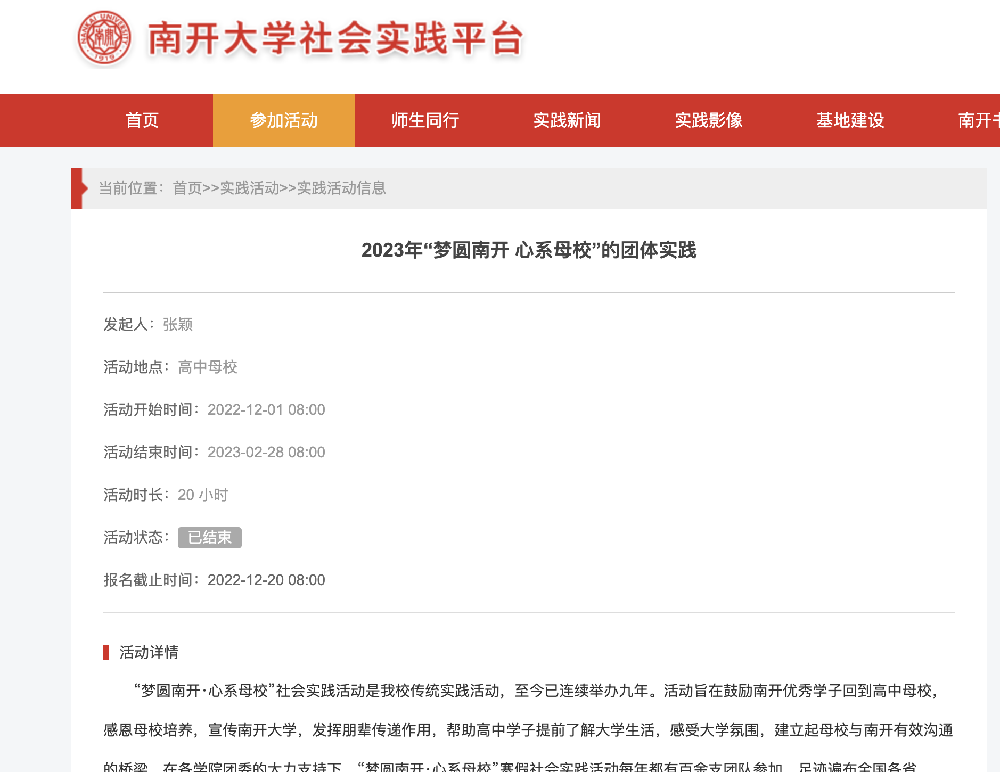 NANKAI UNIVERSITY
南開
1919
南开大学社会实践平台
首页 参加活动 师生同行 实践新闻 实践影像 基地建设 南开
当前位置：首页>>实践活动>>实践活动信息
2023年“梦圆南开 心系母校”的团体实践
发起人：张颖
活动地点：高中母校
活动开始时间：2022-12-01 08:00
活动结束时间：2023-02-28 08:00
活动时长：20 小时
活动状态：已结束
报名截止时间：2022-12-20 08:00
活动详情
“梦圆南开·心系母校”社会实践活动是我校传统实践活动，至今已连续举办九年。活动旨在鼓励南开优秀学子回到高中母校，
感恩母校培养，宣传南开大学，发挥朋辈传递作用，帮助高中学子提前了解大学生活，感受大学氛围，建立起母校与南开有效沟通
的桥梁。在各学院团委的大力支持下，“梦圆南开·心系母校”寒假社会实践活动每年都有百余支团队参加，足迹遍布全国各省